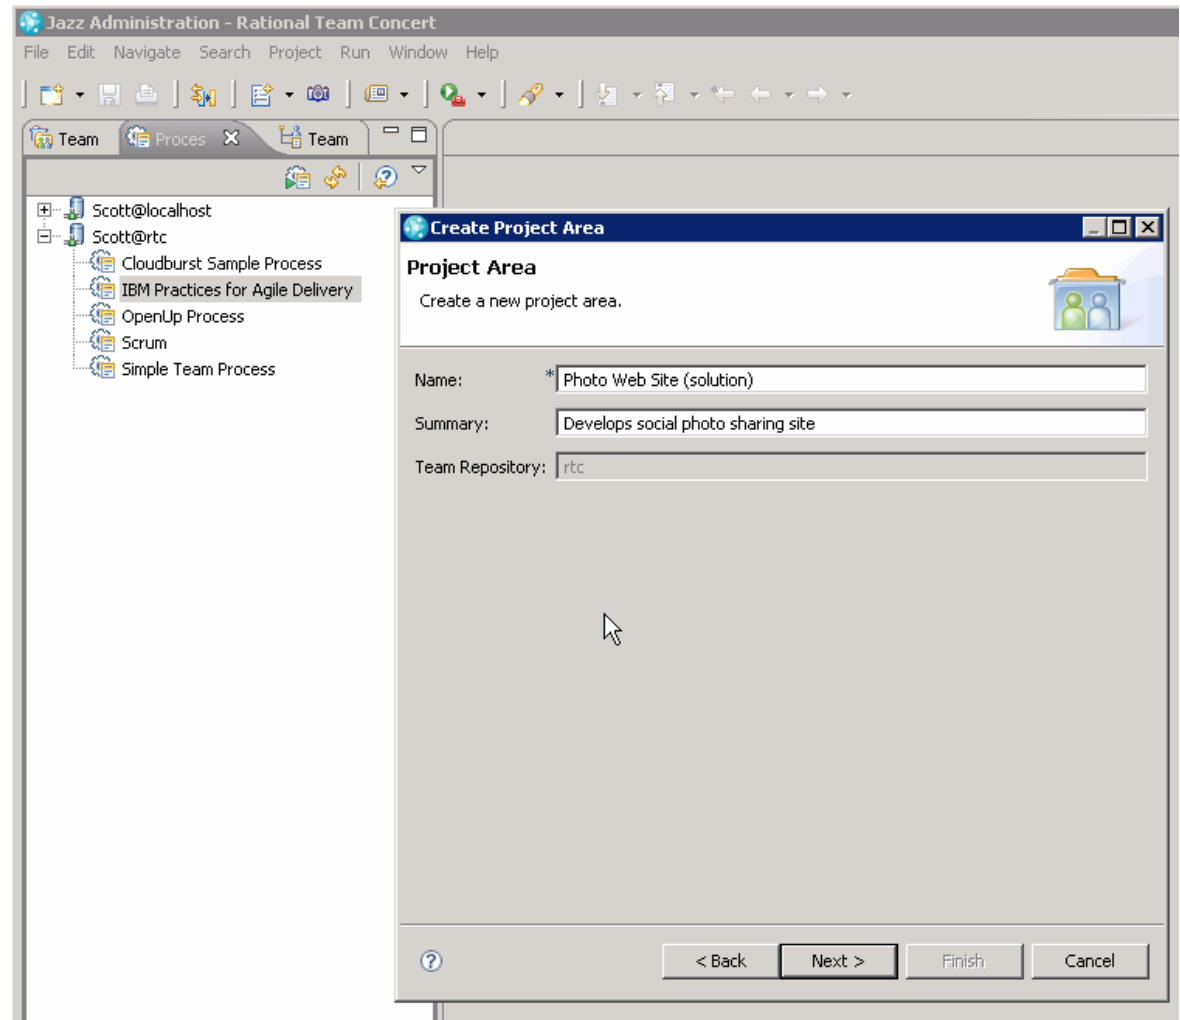 Jazz Administration - Rational Team Concert
File Edit Navigate Search Project Run Window Help
Team Proces Team
Scott@localhost
Scott@rtc
Cloudburst Sample Process
IBM Practices for Agile Delivery
OpenUp Process
Scrum
Simple Team Process
Create Project Area
Project Area
Create a new project area.
Name: * Photo Web Site (solution)
Summary: Develops social photo sharing site
Team Repository: rtc
< Back Next > Finish Cancel